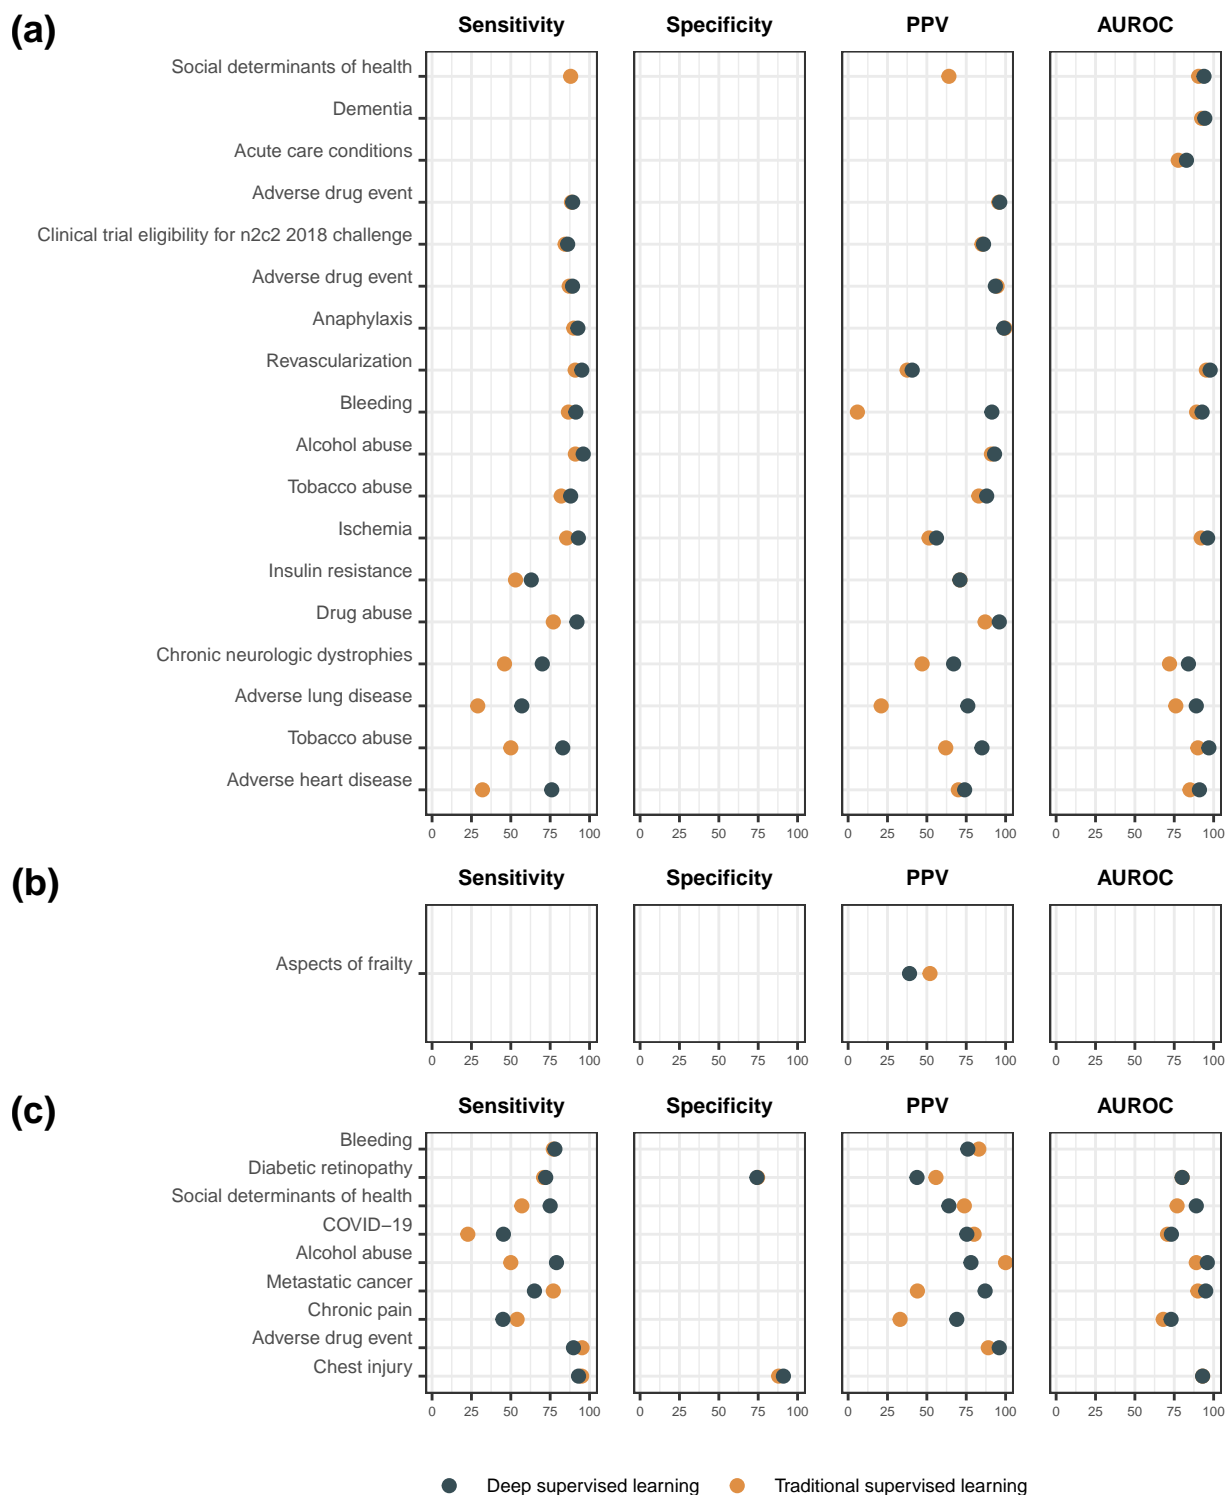 (a)
Sensitivity Specificity PPV AUROC
Social determinants of health
Dementia
Acute care conditions
Adverse drug event
Clinical trial eligibility for n2c2 2018 challenge
Adverse drug event
Anaphylaxis
Revascularization
Bleeding
Alcohol abuse
Tobacco abuse
Ischemia
Insulin resistance
Drug abuse
Chronic neurologic dystrophies
Adverse lung disease
Tobacco abuse
Adverse heart disease
0 25 50 75 100 0 25 50 75 100 0 25 50 75 100 0 25 50 75 100
(b)
Sensitivity Specificity PPV AUROC
Aspects of frailty
0 25 50 75 100 0 25 50 75 100 0 25 50 75 100 0 25 50 75 100
(c)
Sensitivity Specificity PPV AUROC
Bleeding
Diabetic retinopathy
Social determinants of health
COVID−19
Alcohol abuse
Metastatic cancer
Chronic pain
Adverse drug event
Chest injury
0 25 50 75 100 0 25 50 75 100 0 25 50 75 100 0 25 50 75 100
Deep supervised learning Traditional supervised learning